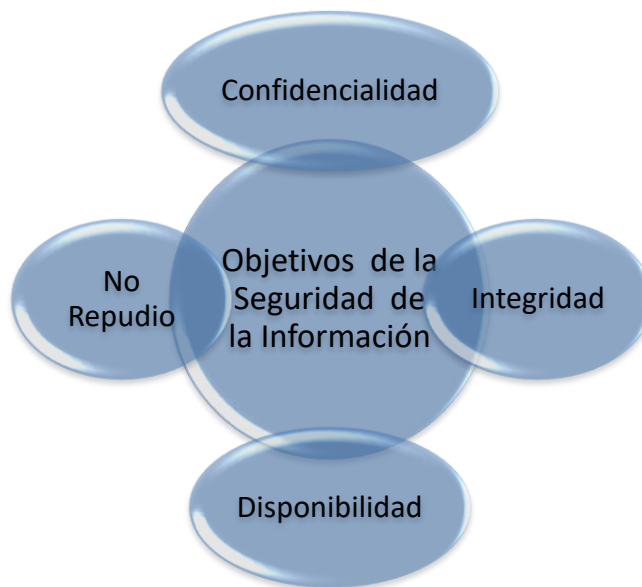 Confidencialidad
No
Repudio
Objetivos de la
Seguridad de
la Información
Integridad
Disponibilidad